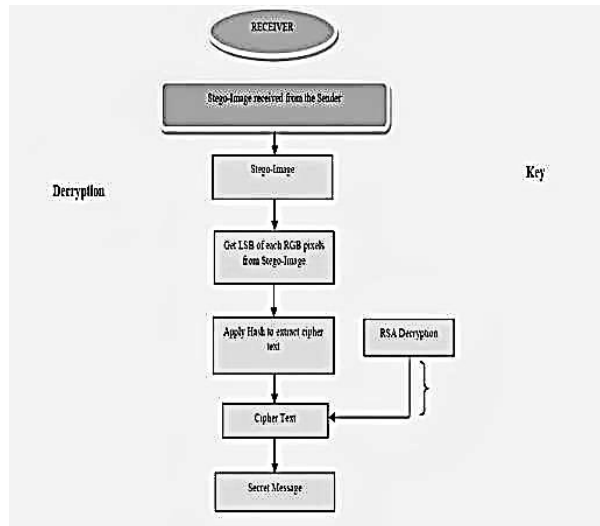 RECEIVER
Stego-Image received from the Sender
Stego-Image
Decryption
Key
Get LSB of each RGB pixels
from Stego-Image
Apply Hash to extract cipher
text
RSA Decryption
Cipher Text
Secret Message